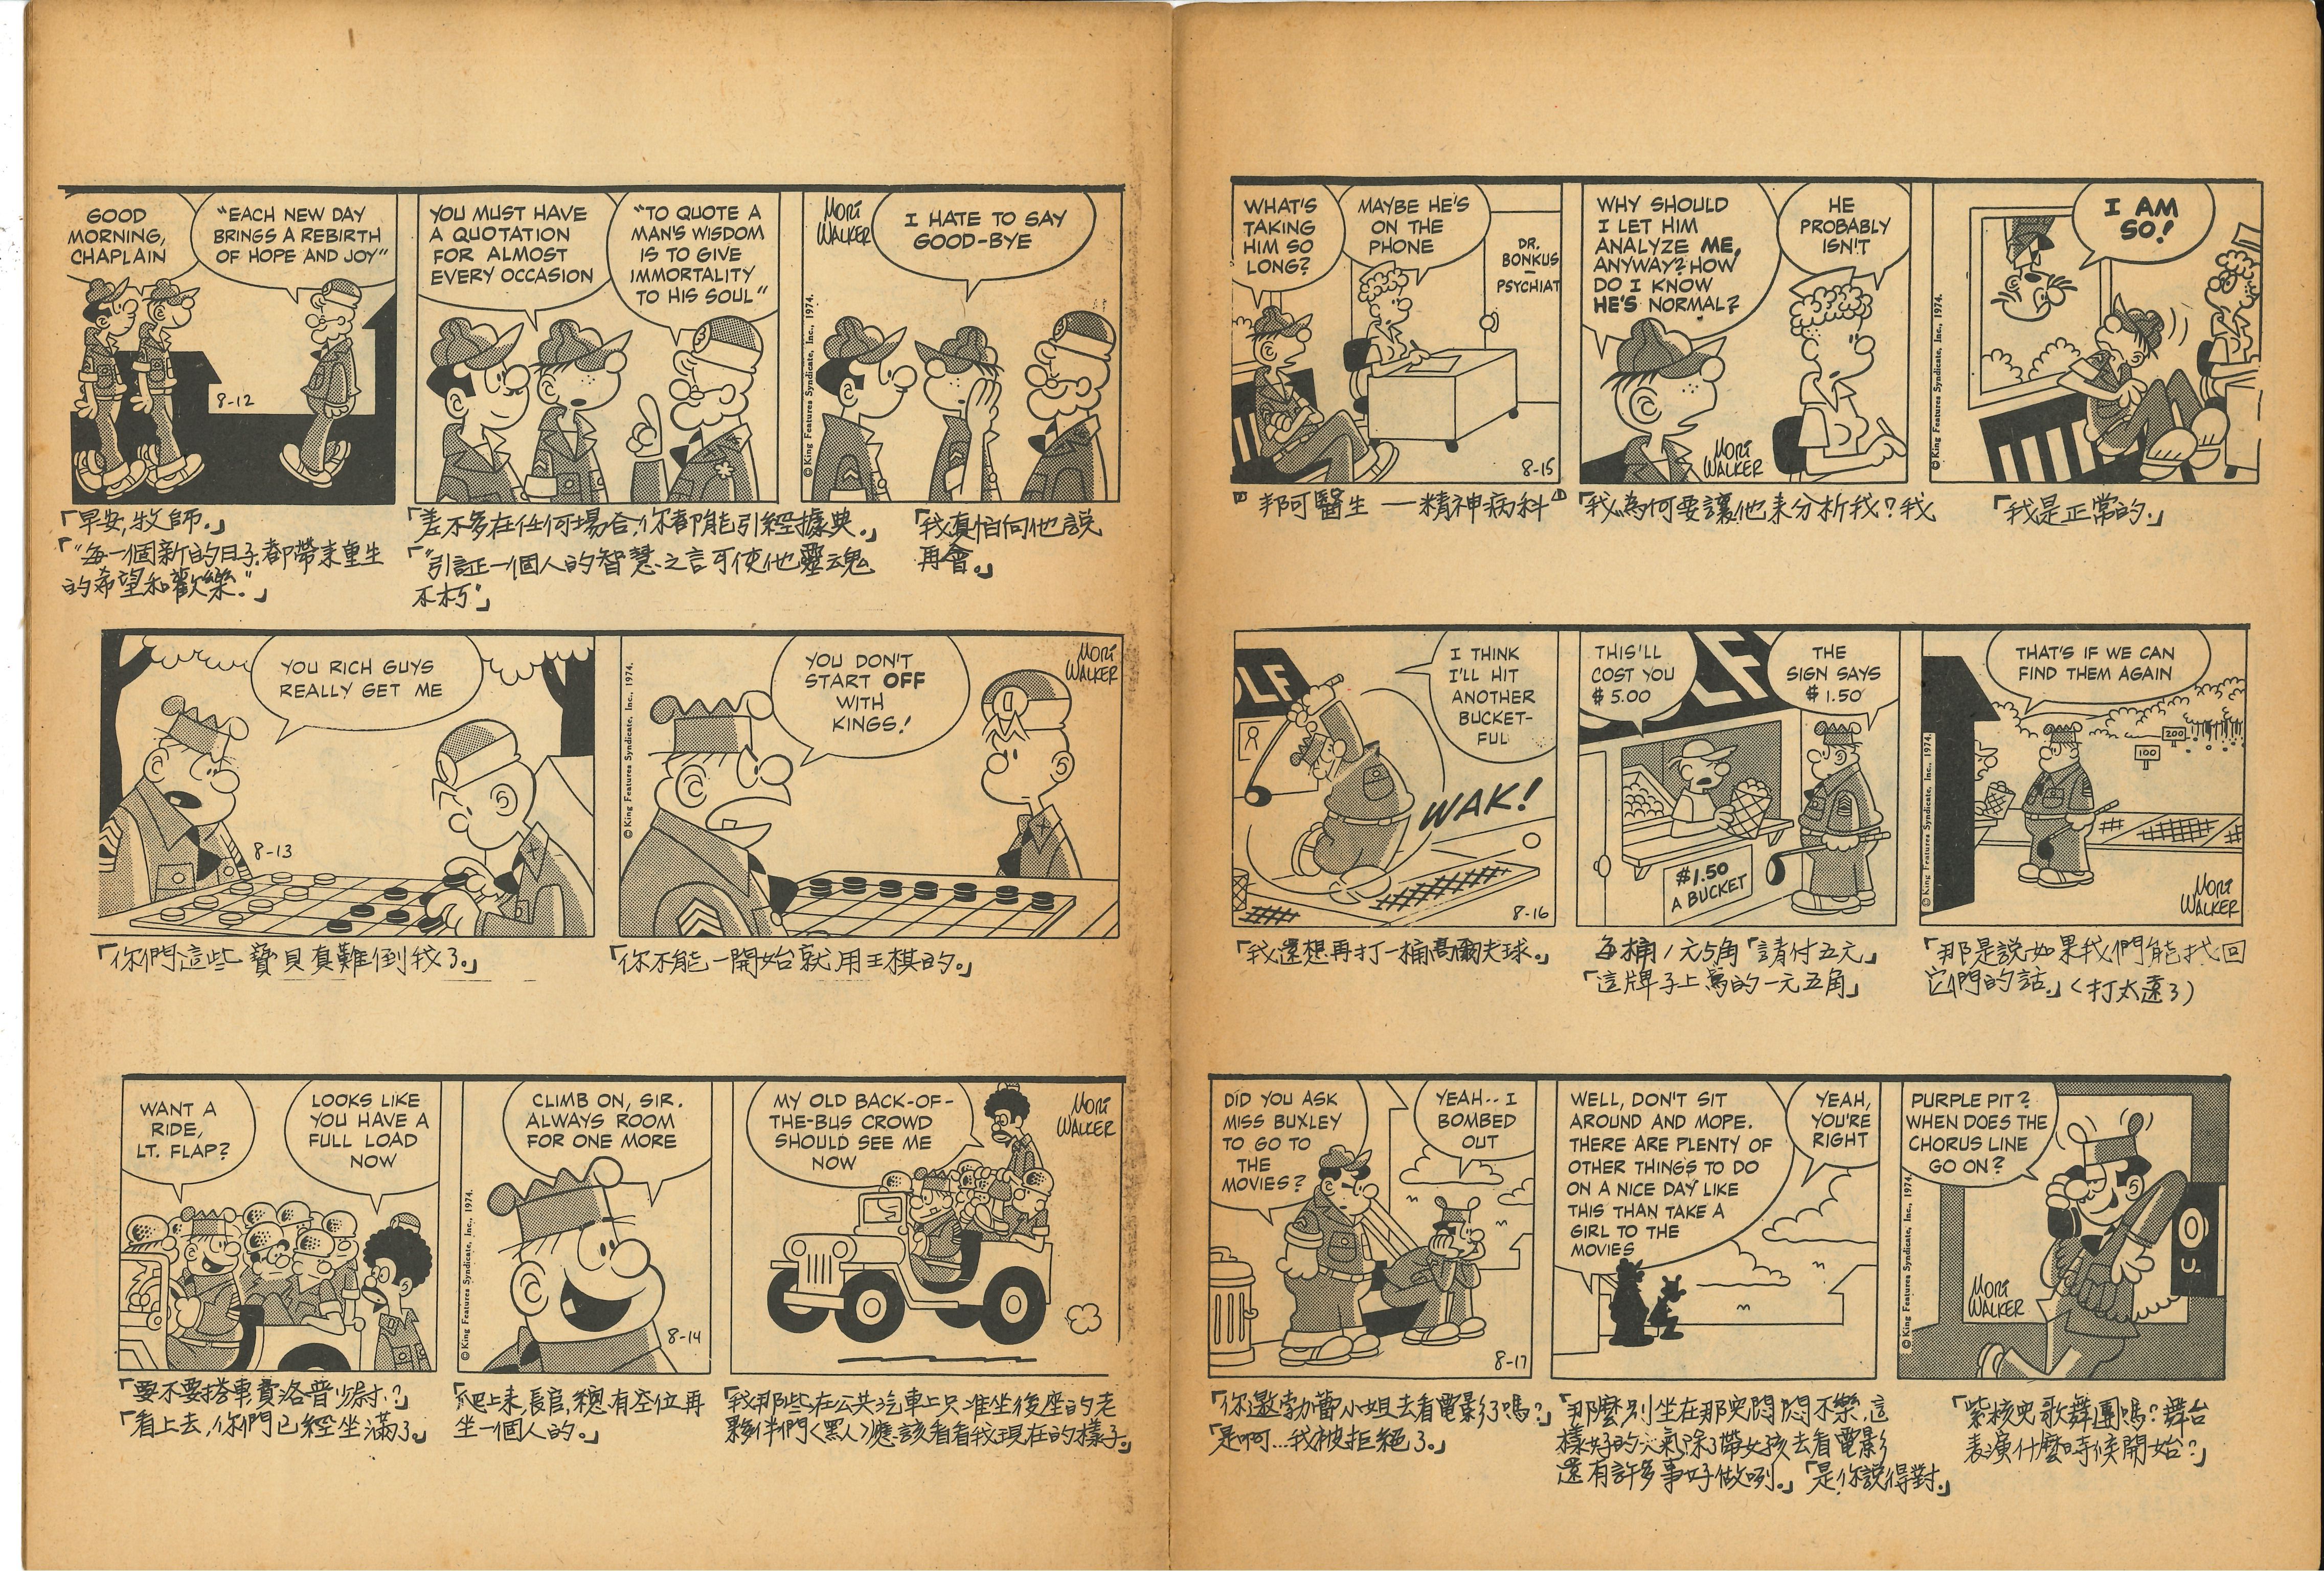 GOOD
MORNING,
CHAPLAIN
"EACH NEW DAY
BRINGS A REBIRTH
OF HOPE AND JOY"
8-12
YOU MUST HAVE
A QUOTATION
FOR ALMOST
EVERY OCCASION
"TO QUOTE A
MAN'S WISDOM
IS TO GIVE
IMMORTALITY
TO HIS SOUL"
MORT
WALKER
I HATE TO SAY
GOOD-BYE
© King Features Syndicate, Inc., 1974.
「早安,牧師。」
「"每一個新的日子,都帶來重生
的希望和歡樂."」
「差不多在任何場合,你都能引經據典。」
「"引証一個人的智慧之言可使他靈魂
不朽"」
「我真怕向他說
再會。」
YOU RICH GUYS
REALLY GET ME
8-13
YOU DON'T
START OFF
WITH
KINGS!
MORT
WALKER
© King Features Syndicate, Inc., 1974.
「你們這些寶貝真難倒我了。」
「你不能一開始就用王棋的。」
WANT A
RIDE,
LT. FLAP?
LOOKS LIKE
YOU HAVE A
FULL LOAD
NOW
CLIMB ON, SIR.
ALWAYS ROOM
FOR ONE MORE
© King Features Syndicate, Inc., 1974.
8-14
MY OLD BACK-OF-
THE-BUS CROWD
SHOULD SEE ME
NOW
MORT
WALKER
「要不要搭車費洛普少尉?」
「看上去,你們已經坐滿了。」
「爬上來,長官,總有空位再
坐一個人的。」
「我那些在公共汽車上只准坐後座的老
夥伴們〈黑人〉應該看看我現在的樣子。」
WHAT'S
TAKING
HIM SO
LONG?
MAYBE HE'S
ON THE
PHONE
DR.
BONKUS
PSYCHIAT
8-15
WHY SHOULD
I LET HIM
ANALYZE ME,
ANYWAY? HOW
DO I KNOW
HE'S NORMAL?
HE
PROBABLY
ISN'T
MORT
WALKER
I AM
SO!
© King Features Syndicate, Inc., 1974.
邦阿醫生 一精神病科
「我為何要讓他來分析我?我
「我是正常的.」
LF
I THINK
I'LL HIT
ANOTHER
BUCKET-
FUL
WAK!
8-16
THIS'LL
COST YOU
$5.00
LF
THE
SIGN SAYS
$1.50
$1.50
A BUCKET
THAT'S IF WE CAN
FIND THEM AGAIN
100
200
© King Features Syndicate, Inc., 1974.
MORT
WALKER
「我還想再打一桶高爾夫球。」
每桶1元5角「請付五元」
「這牌子上寫的一元五角」
「那是說如果我們能找回
它們的話.」〈打太遠了)
DID YOU ASK
MISS BUXLEY
TO GO TO
THE
MOVIES?
YEAH-- I
BOMBED
OUT
8-17
WELL, DON'T SIT
AROUND AND MOPE.
THERE ARE PLENTY OF
OTHER THINGS TO DO
ON A NICE DAY LIKE
THIS THAN TAKE A
GIRL TO THE
MOVIES
YEAH,
YOU'RE
RIGHT
PURPLE PIT?
WHEN DOES THE
CHORUS LINE
GO ON?
© King Features Syndicate, Inc., 1974.
MORT
WALKER
「你邀勃蕾小姐去看電影了嗎?」
「是啊...我被拒絕了。」
「那麼別坐在那兒悶悶不樂,這
樣好的天氣除了帶女孩去看電影
還有許多事好做咧.」「是,你說得對.」
「紫核兒歌舞團嗎?舞台
表演什麼時候開始?」